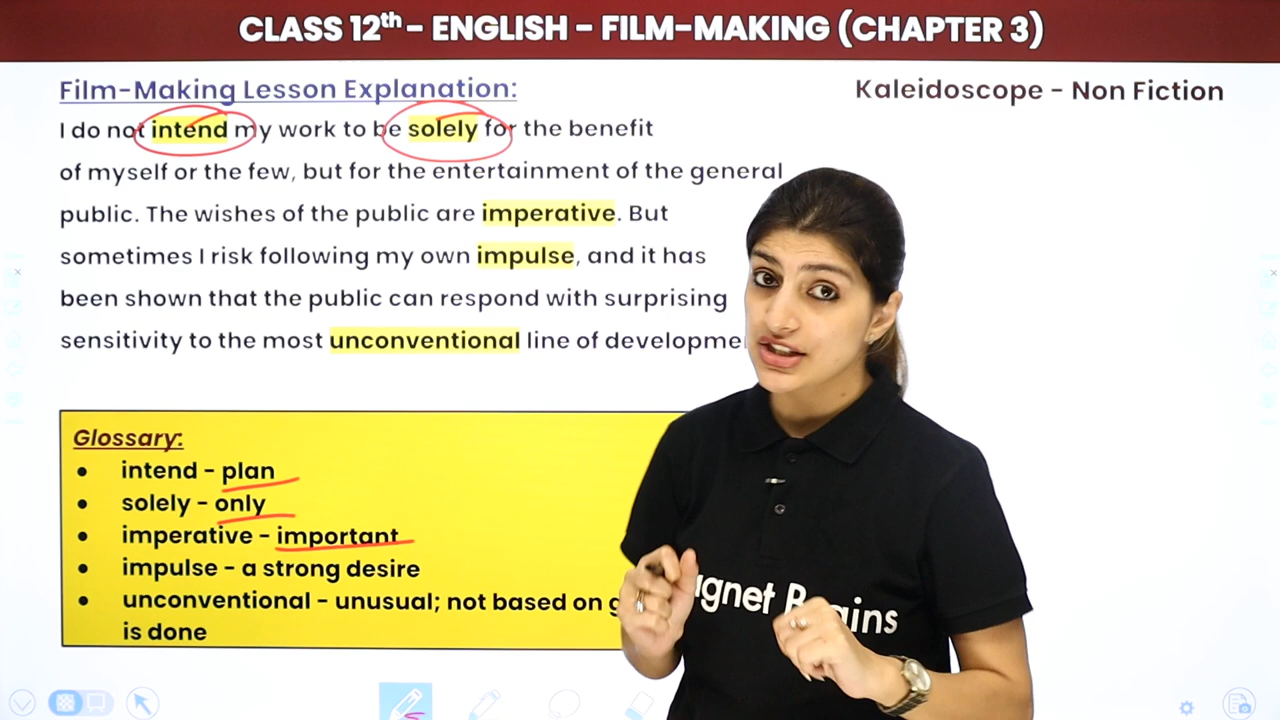 CLASS 12th - ENGLISH - FILM-MAKING (CHAPTER 3)
Film-Making Lesson Explanation:
Kaleidoscope - Non Fiction
I do not intend my work to be solely for the benefit
of myself or the few, but for the entertainment of the general
public. The wishes of the public are imperative. But
sometimes I risk following my own impulse, and it has
been shown that the public can respond with surprising
sensitivity to the most unconventional line of
Glossary:
● intend - plan
● solely - only
● imperative - important
● impulse - a strong desire
● unconventional - unusual; not based on
is done